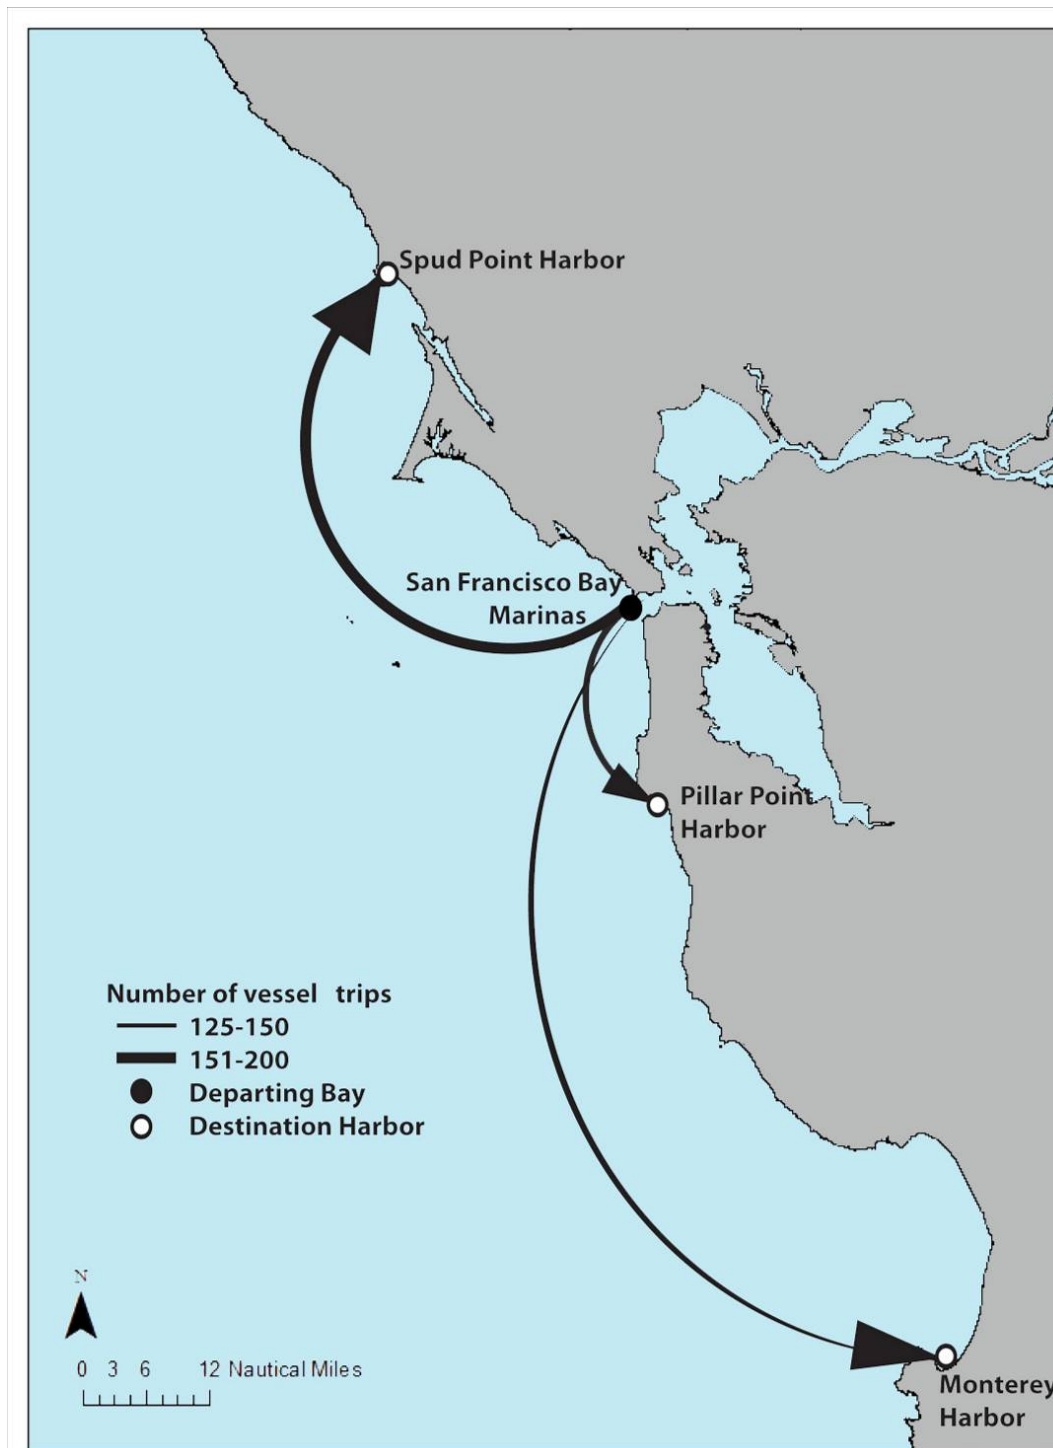 Spud Point Harbor
San Francisco Bay
Marinas
Pillar Point
Harbor
Number of vessel trips
125-150
151-200
Departing Bay
Destination Harbor
N
0 3 6 12 Nautical Miles
Monterey
Harbor